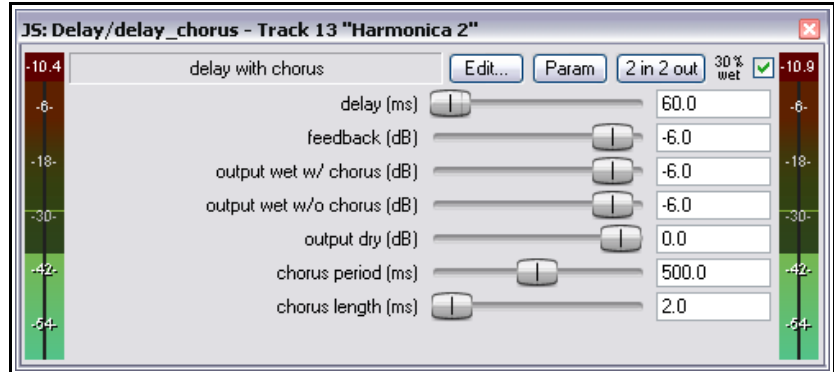 JS: Delay/delay_chorus - Track 13 "Harmonica 2"
-10.4 delay with chorus Edit... Param 2 in 2 out 30% wet -10.9
-6- delay (ms) 60.0 -6-
feedback (dB) -6.0
-18- output wet w/ chorus (dB) -6.0 -18-
output wet w/o chorus (dB) -6.0
-30- output dry (dB) 0.0 -30-
-42- chorus period (ms) 500.0 -42-
chorus length (ms) 2.0
-54- -54-